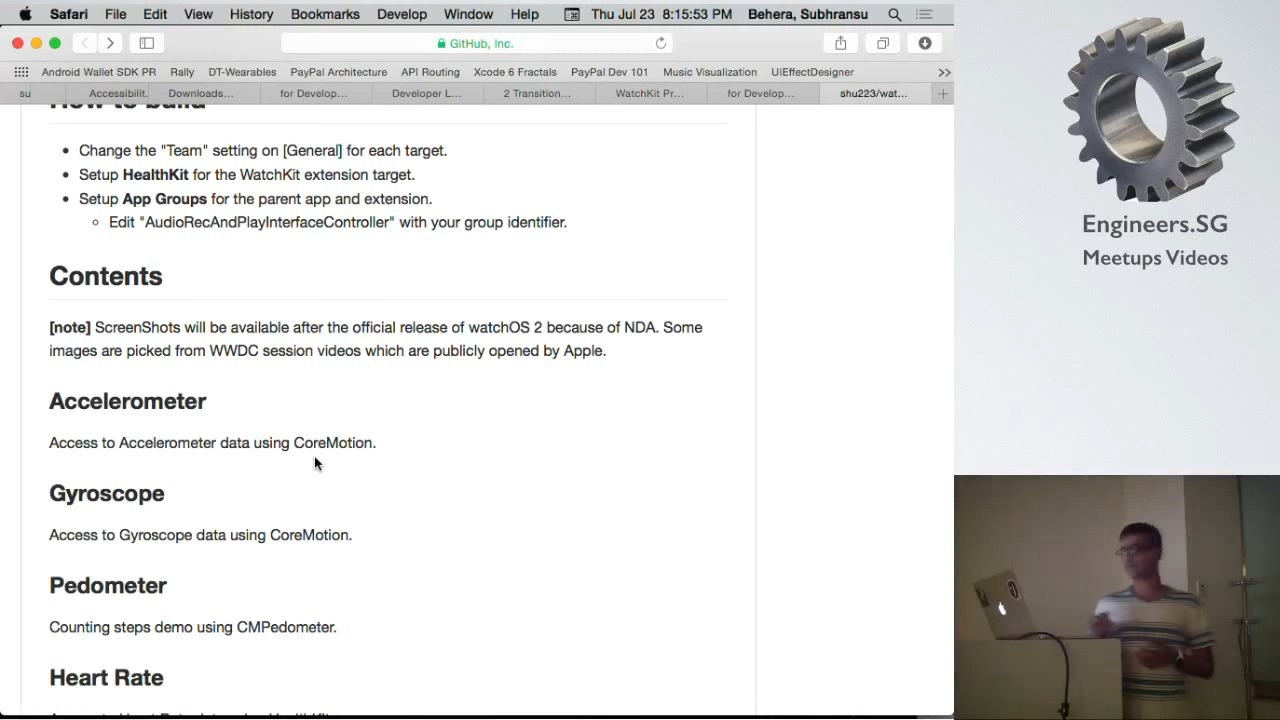 Safari File Edit View History Bookmarks Develop Window Help Thu Jul 23 8:15:53 PM Behera, Subhransu
GitHub, Inc.
Android Wallet SDK PR Rally DT-Wearables PayPal Architecture API Routing Xcode 6 Fractals PayPal Dev 101 Music Visualization UIEffectDesigner >>
su Accessibilit. Downloads... for Develop... Developer L... 2 Transition... WatchKit Pr... for Develop... shu223/wat... +
How to build
• Change the "Team" setting on [General] for each target.
• Setup HealthKit for the WatchKit extension target.
• Setup App Groups for the parent app and extension.
◦ Edit "AudioRecAndPlayInterfaceController" with your group identifier.
Contents
[note] ScreenShots will be available after the official release of watchOS 2 because of NDA. Some
images are picked from WWDC session videos which are publicly opened by Apple.
Accelerometer
Access to Accelerometer data using CoreMotion.
Gyroscope
Access to Gyroscope data using CoreMotion.
Pedometer
Counting steps demo using CMPedometer.
Heart Rate
Engineers.SG
Meetups Videos